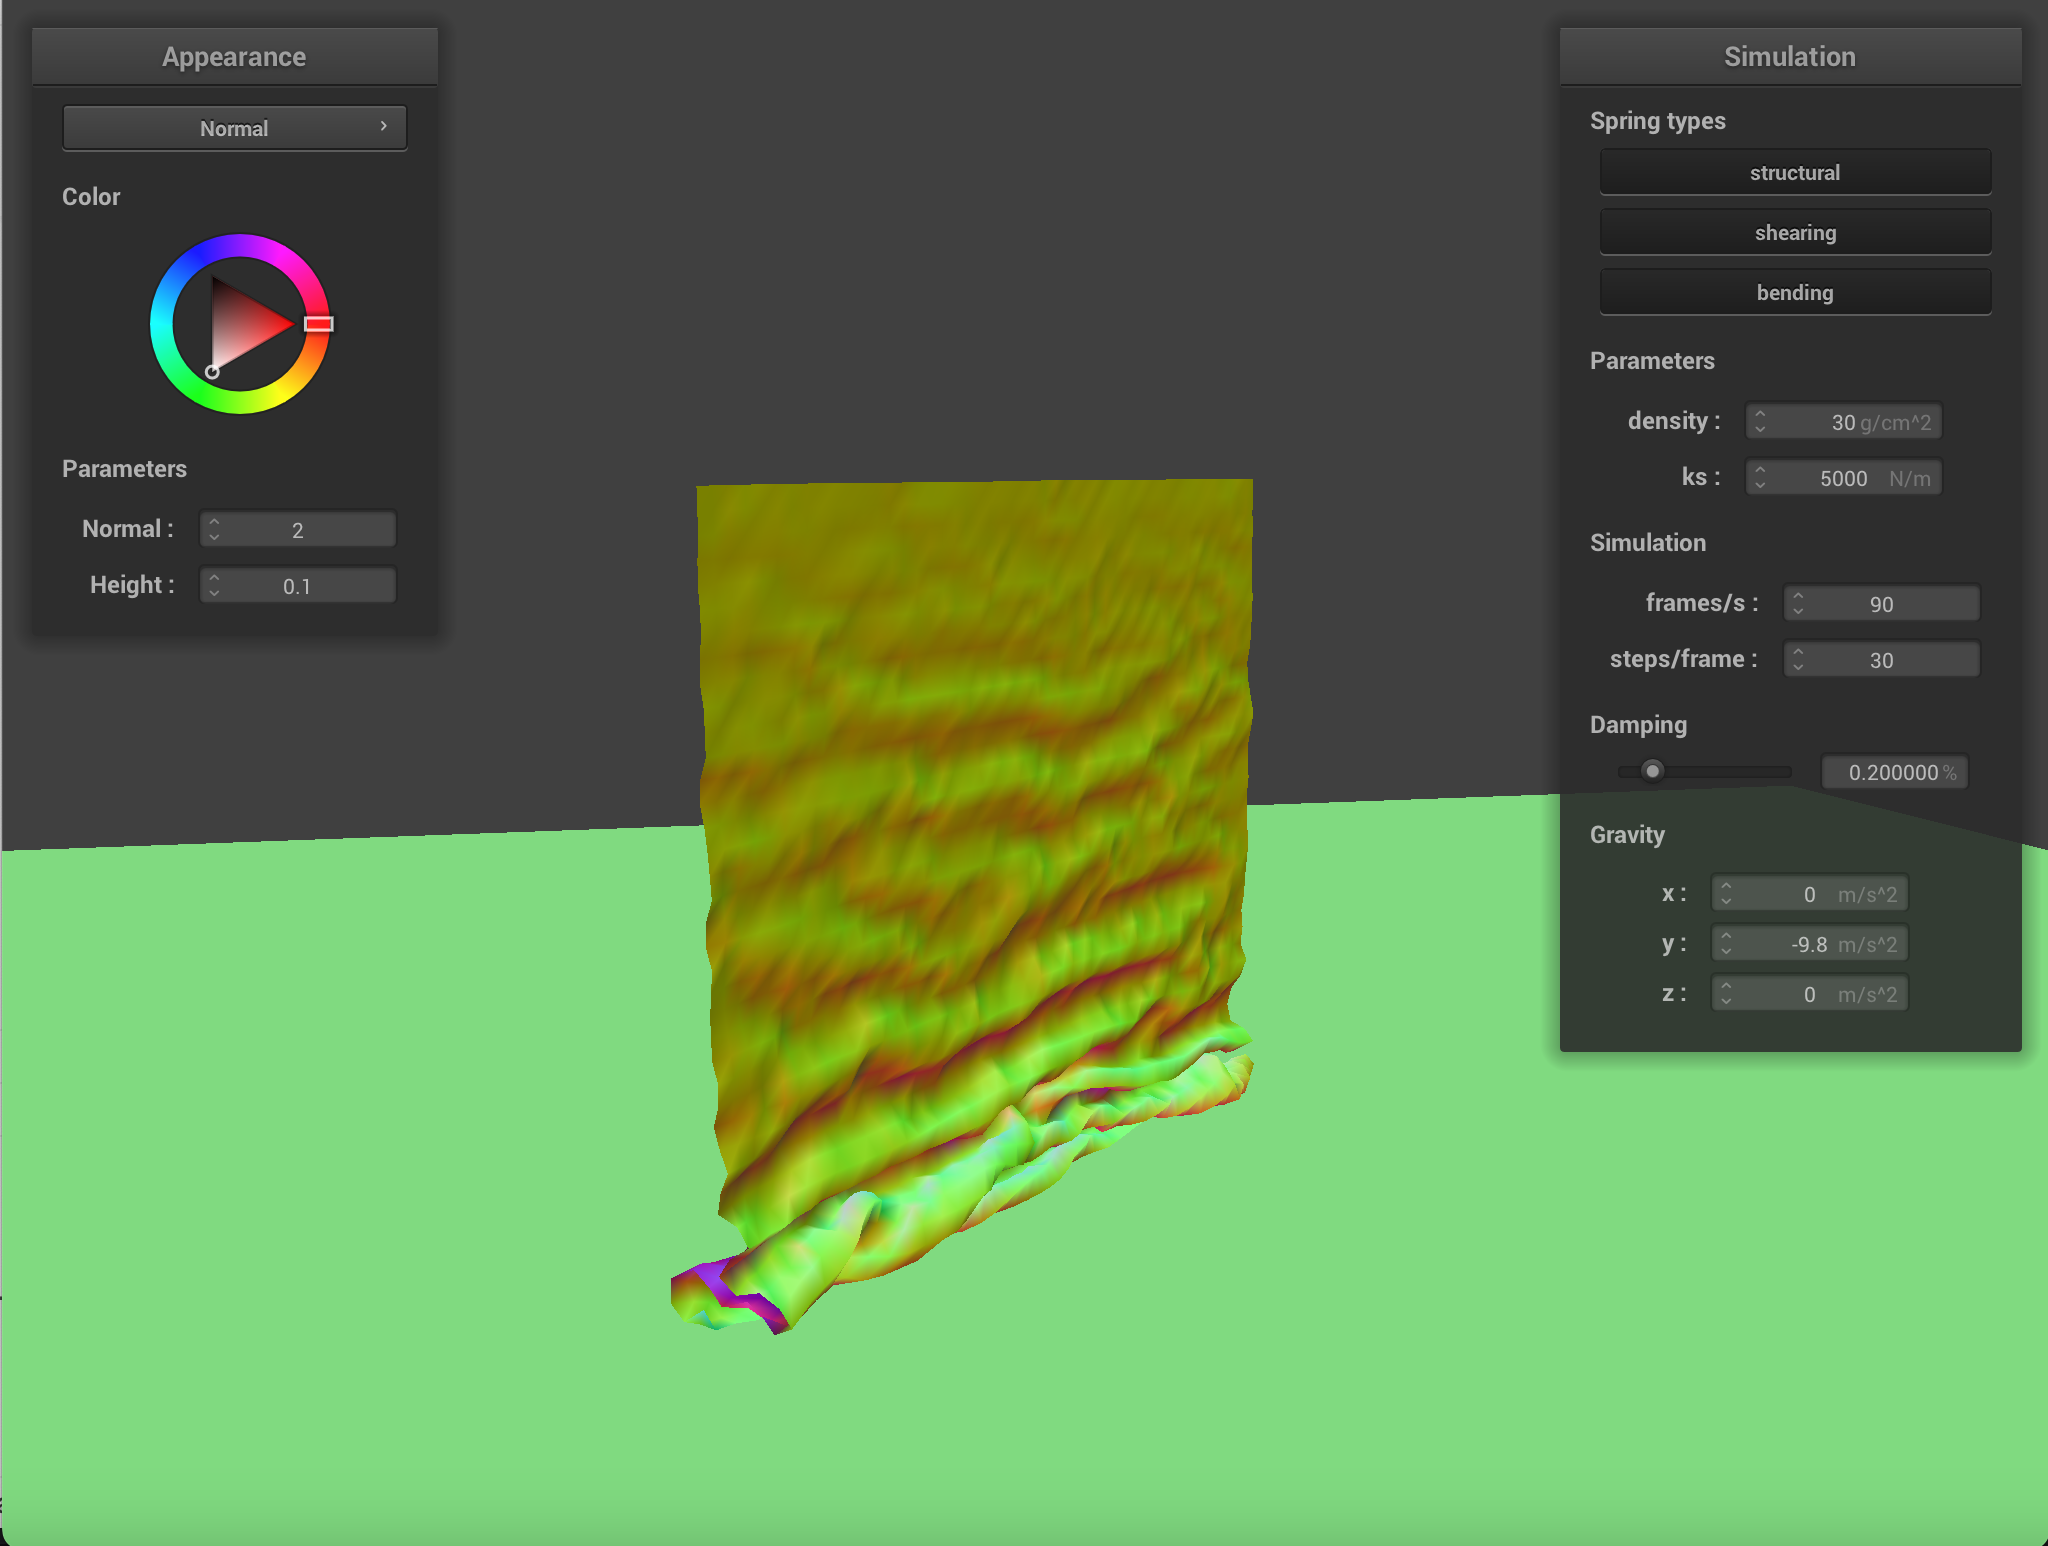 Appearance
Normal
Color
Parameters
Normal : 2
Height : 0.1
Simulation
Spring types
structural
shearing
bending
Parameters
density : 30 g/cm^2
ks : 5000 N/m
Simulation
frames/s : 90
steps/frame : 30
Damping
0.200000 %
Gravity
x : 0 m/s^2
y : -9.8 m/s^2
z : 0 m/s^2